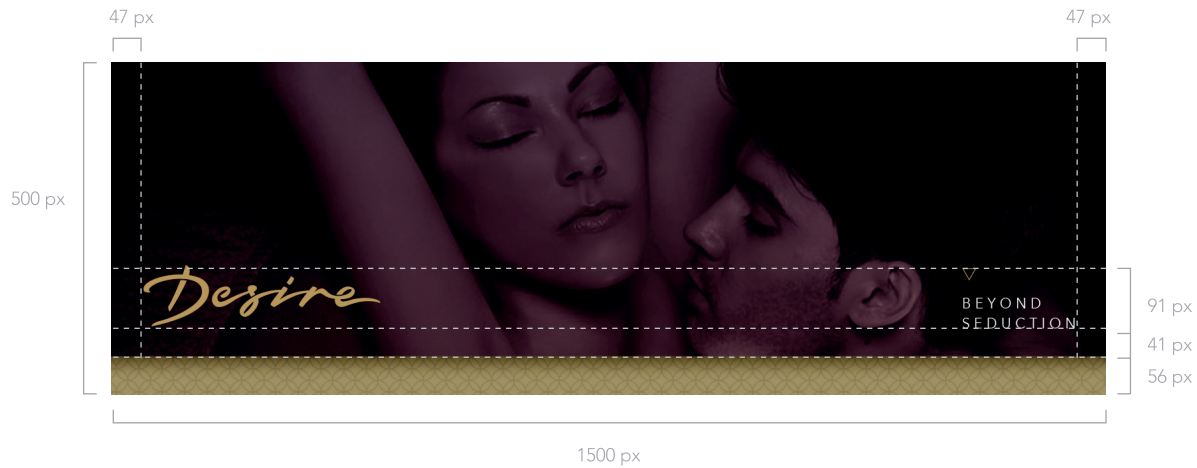 47 px
47 px
500 px
Desire
BEYOND
SEDUCTION
91 px
41 px
56 px
1500 px